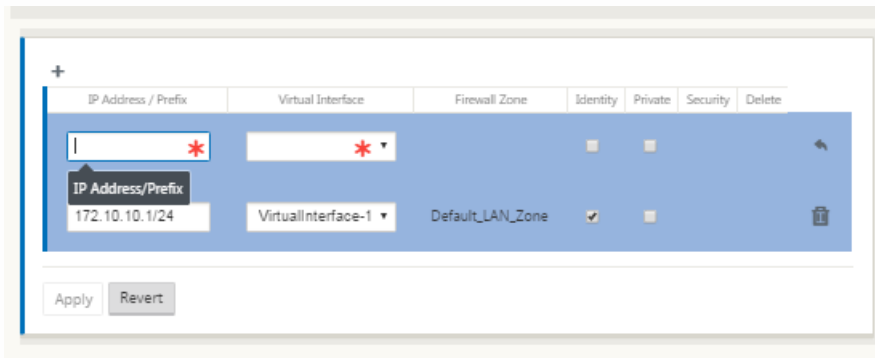 +
IP Address / Prefix Virtual Interface Firewall Zone Identity Private Security Delete
* *
IP Address/Prefix
172.10.10.1/24 VirtualInterface-1 Default_LAN_Zone
Apply Revert